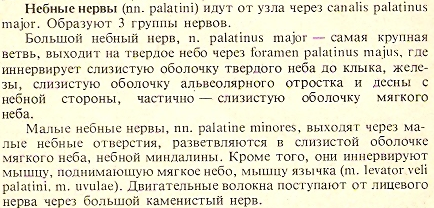 Небные нервы (nn. palatini) идут от узла через canalis palatinus
major. Образуют 3 группы нервов.
Большой небный нерв, n. palatinus major — самая крупная
ветвь, выходит на твердое небо через foramen palatinus majus, где
иннервирует слизистую оболочку твердого неба до клыка, желе-
зы, слизистую оболочку альвеолярного отростка и десны с
небной стороны, частично — слизистую оболочку мягкого
неба.
Малые небные нервы, nn. palatine minores, выходят через ма-
лые небные отверстия, разветвляются в слизистой оболочке
мягкого неба, небной миндалины. Кроме того, они иннервируют
мышцу, поднимающую мягкое небо, мышцу язычка (m. levator veli
palatini, m. uvulae). Двигательные волокна поступают от лицевого
нерва через большой каменистый нерв.